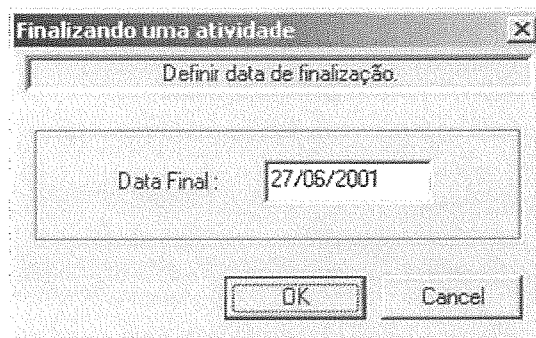 Finalizando uma atividade
Definir data de finalização.
Data Final :
27/06/2001
OK
Cancel